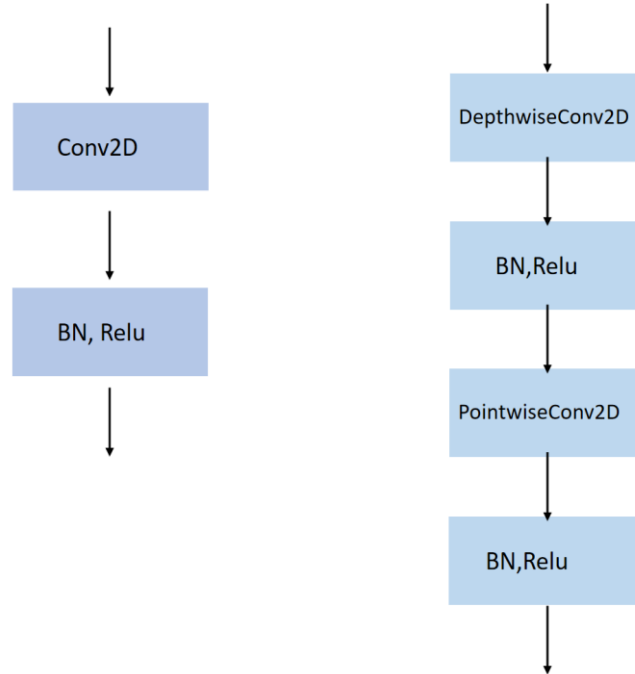 Conv2D
BN, Relu
DepthwiseConv2D
BN,Relu
PointwiseConv2D
BN,Relu